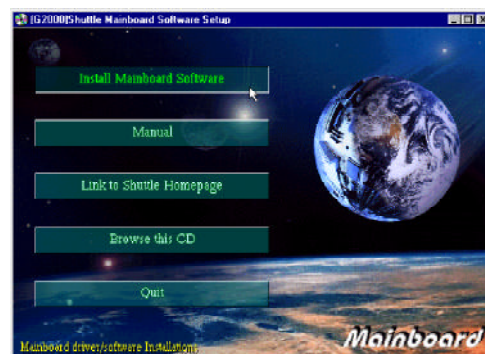 [G2000]Shuttle Mainboard Software Setup
Install Mainboard Software
Manual
Link to Shuttle Homepage
Browse this CD
Quit
Mainboard driver/software Installations
Mainboard